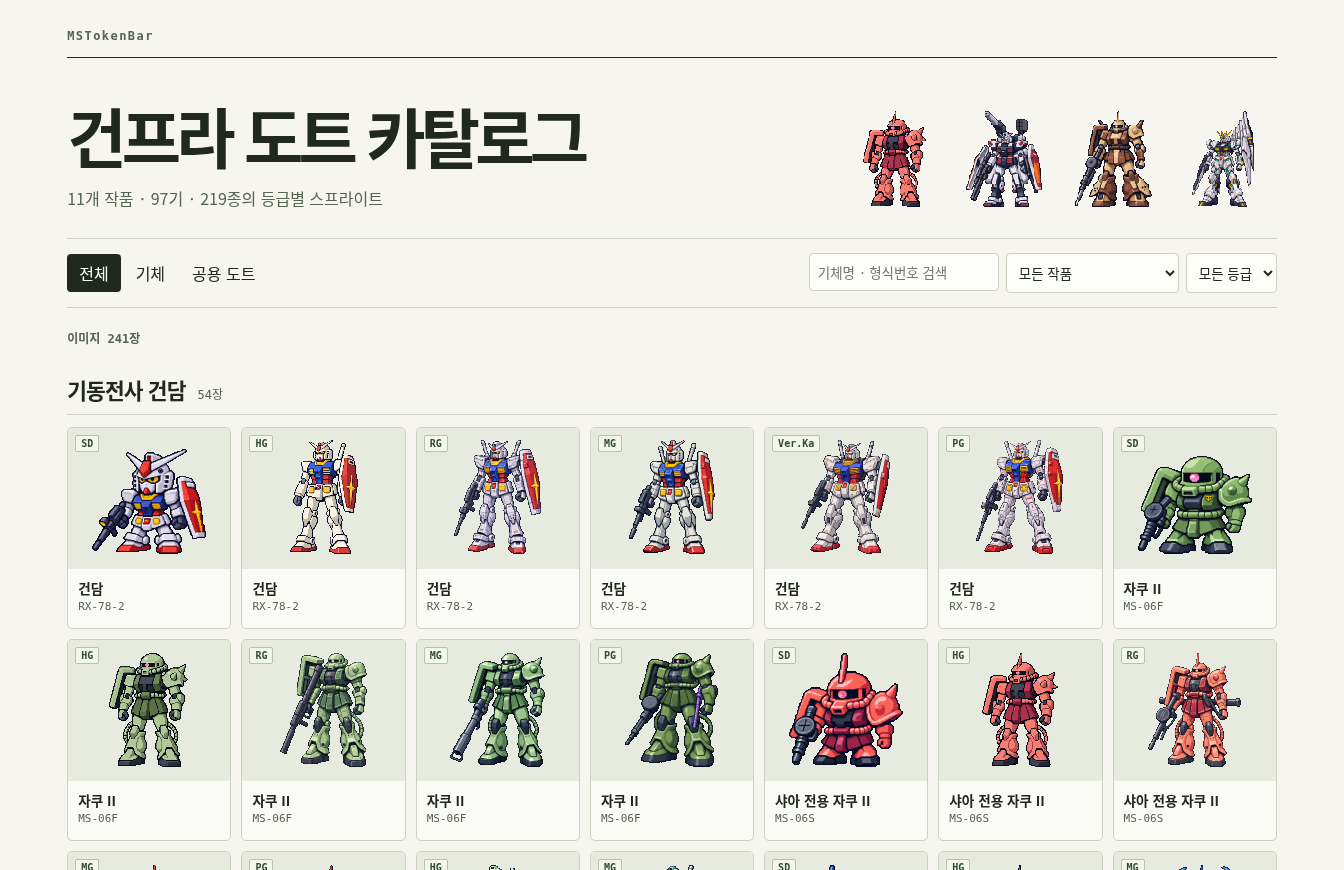 MSTokenBar
건프라 도트 카탈로그
11개 작품 · 97기 · 219종의 등급별 스프라이트
전체 기체 공용 도트 기체명 · 형식번호 검색 모든 작품 모든 등급
이미지 241장
기동전사 건담 54장
SD HG RG MG Ver.Ka PG SD
건담 건담 건담 건담 건담 건담 자쿠 II
RX-78-2 RX-78-2 RX-78-2 RX-78-2 RX-78-2 RX-78-2 MS-06F
HG RG MG PG SD HG RG
자쿠 II 자쿠 II 자쿠 II 자쿠 II 샤아 전용 자쿠 II 샤아 전용 자쿠 II 샤아 전용 자쿠 II
MS-06F MS-06F MS-06F MS-06F MS-06S MS-06S MS-06S
MG PG HG MG SD HG MG